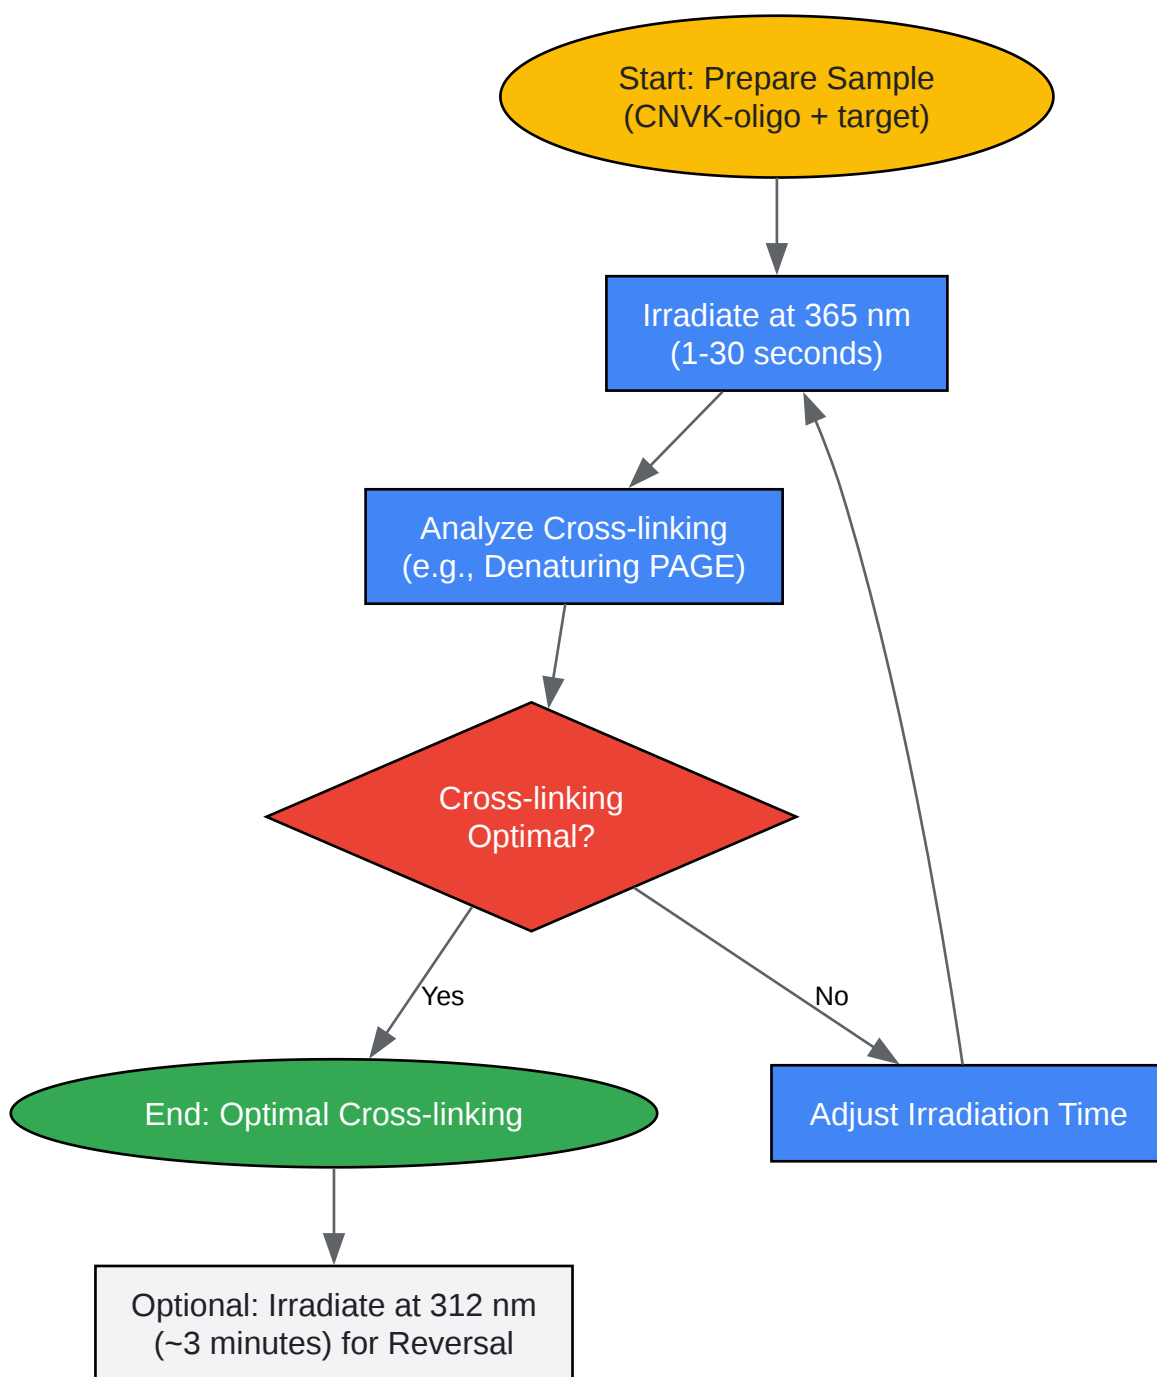 Start: Prepare Sample
(CNVK-oligo + target)
Irradiate at 365 nm
(1-30 seconds)
Analyze Cross-linking
(e.g., Denaturing PAGE)
Cross-linking
Optimal?
Yes
No
End: Optimal Cross-linking
Adjust Irradiation Time
Optional: Irradiate at 312 nm
(~3 minutes) for Reversal